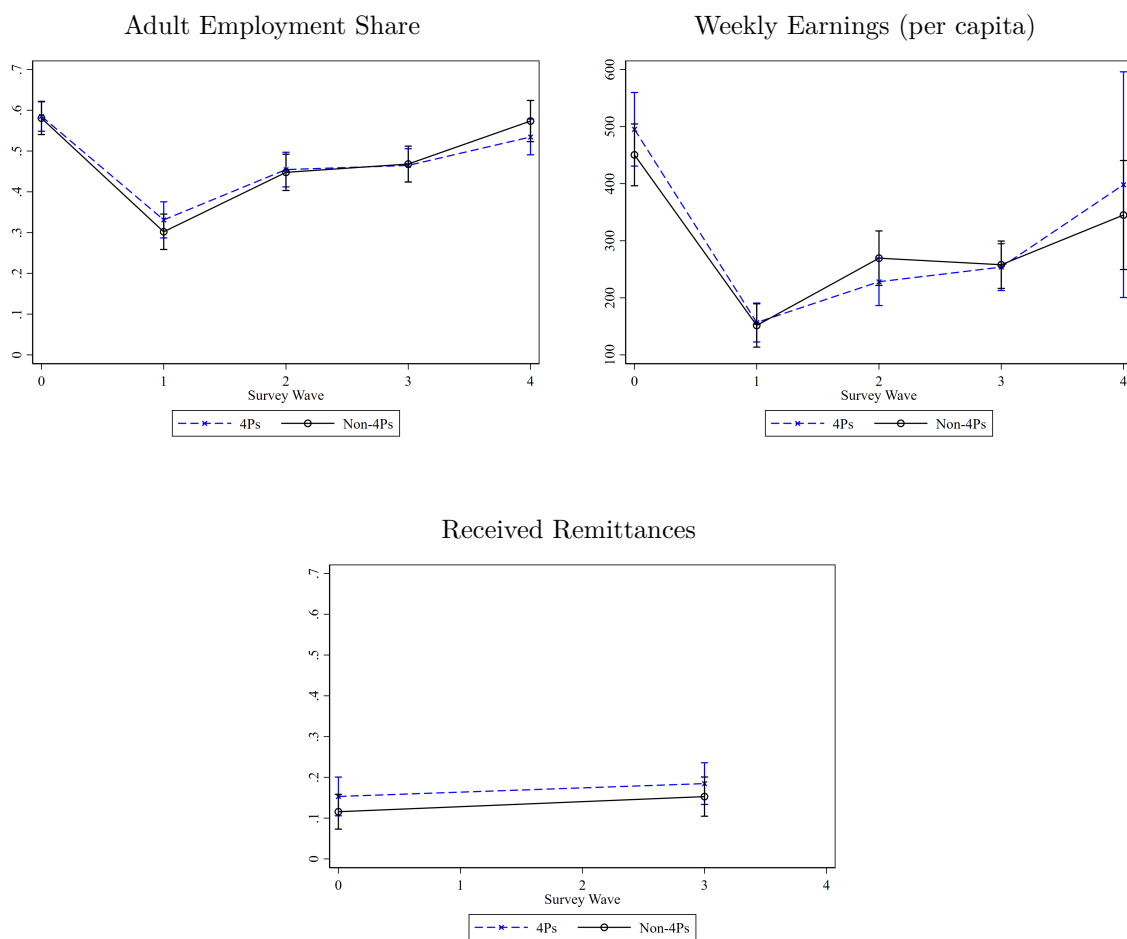 Adult Employment Share
.7
.6
.5
.4
.3
.2
.1
0
0 1 2 3 4
Survey Wave
4Ps Non-4Ps
Weekly Earnings (per capita)
600
500
400
300
200
100
0 1 2 3 4
Survey Wave
4Ps Non-4Ps
Received Remittances
.7
.6
.5
.4
.3
.2
.1
0
0 1 2 3 4
Survey Wave
4Ps Non-4Ps